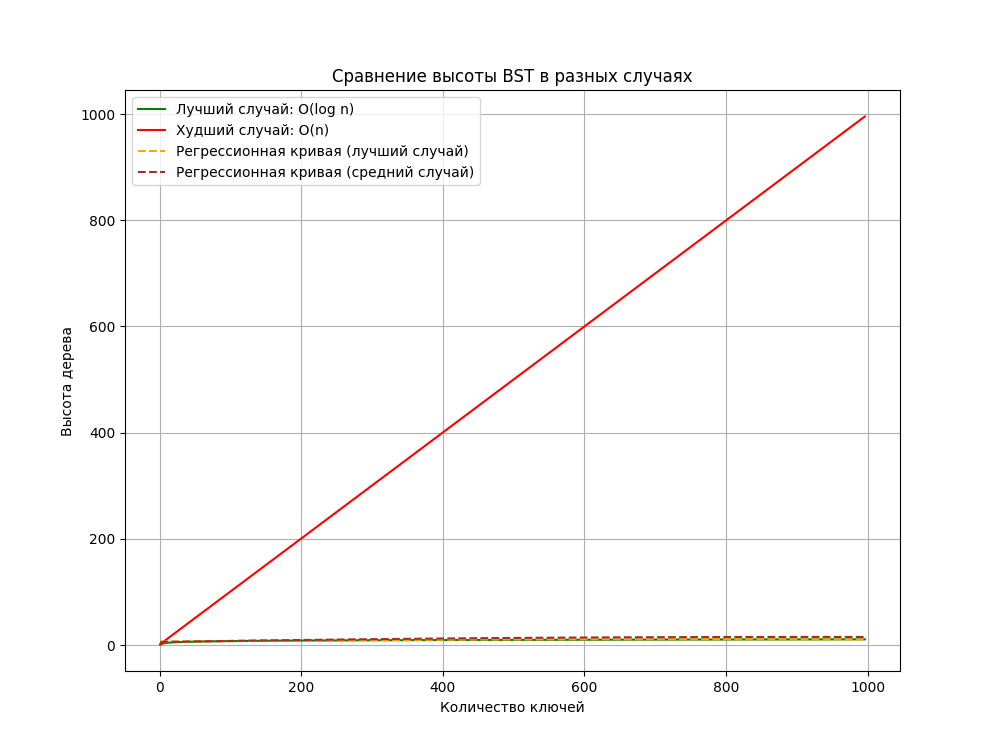 Сравнение высоты BST в разных случаях
Лучший случай: O(log n)
Худший случай: O(n)
Регрессионная кривая (лучший случай)
Регрессионная кривая (средний случай)
1000
800
600
400
200
0
Высота дерева
0 200 400 600 800 1000
Количество ключей